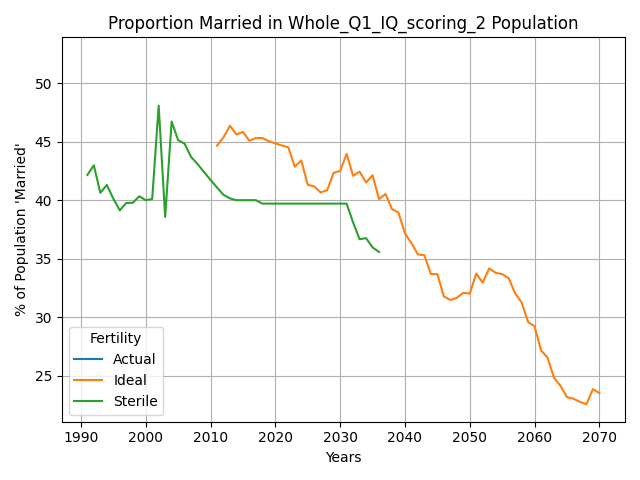 Proportion Married in Whole_Q1_IQ_scoring_2 Population
% of Population 'Married'
50
45
40
35
30
25
Fertility
Actual
Ideal
Sterile
1990 2000 2010 2020 2030 2040 2050 2060 2070
Years